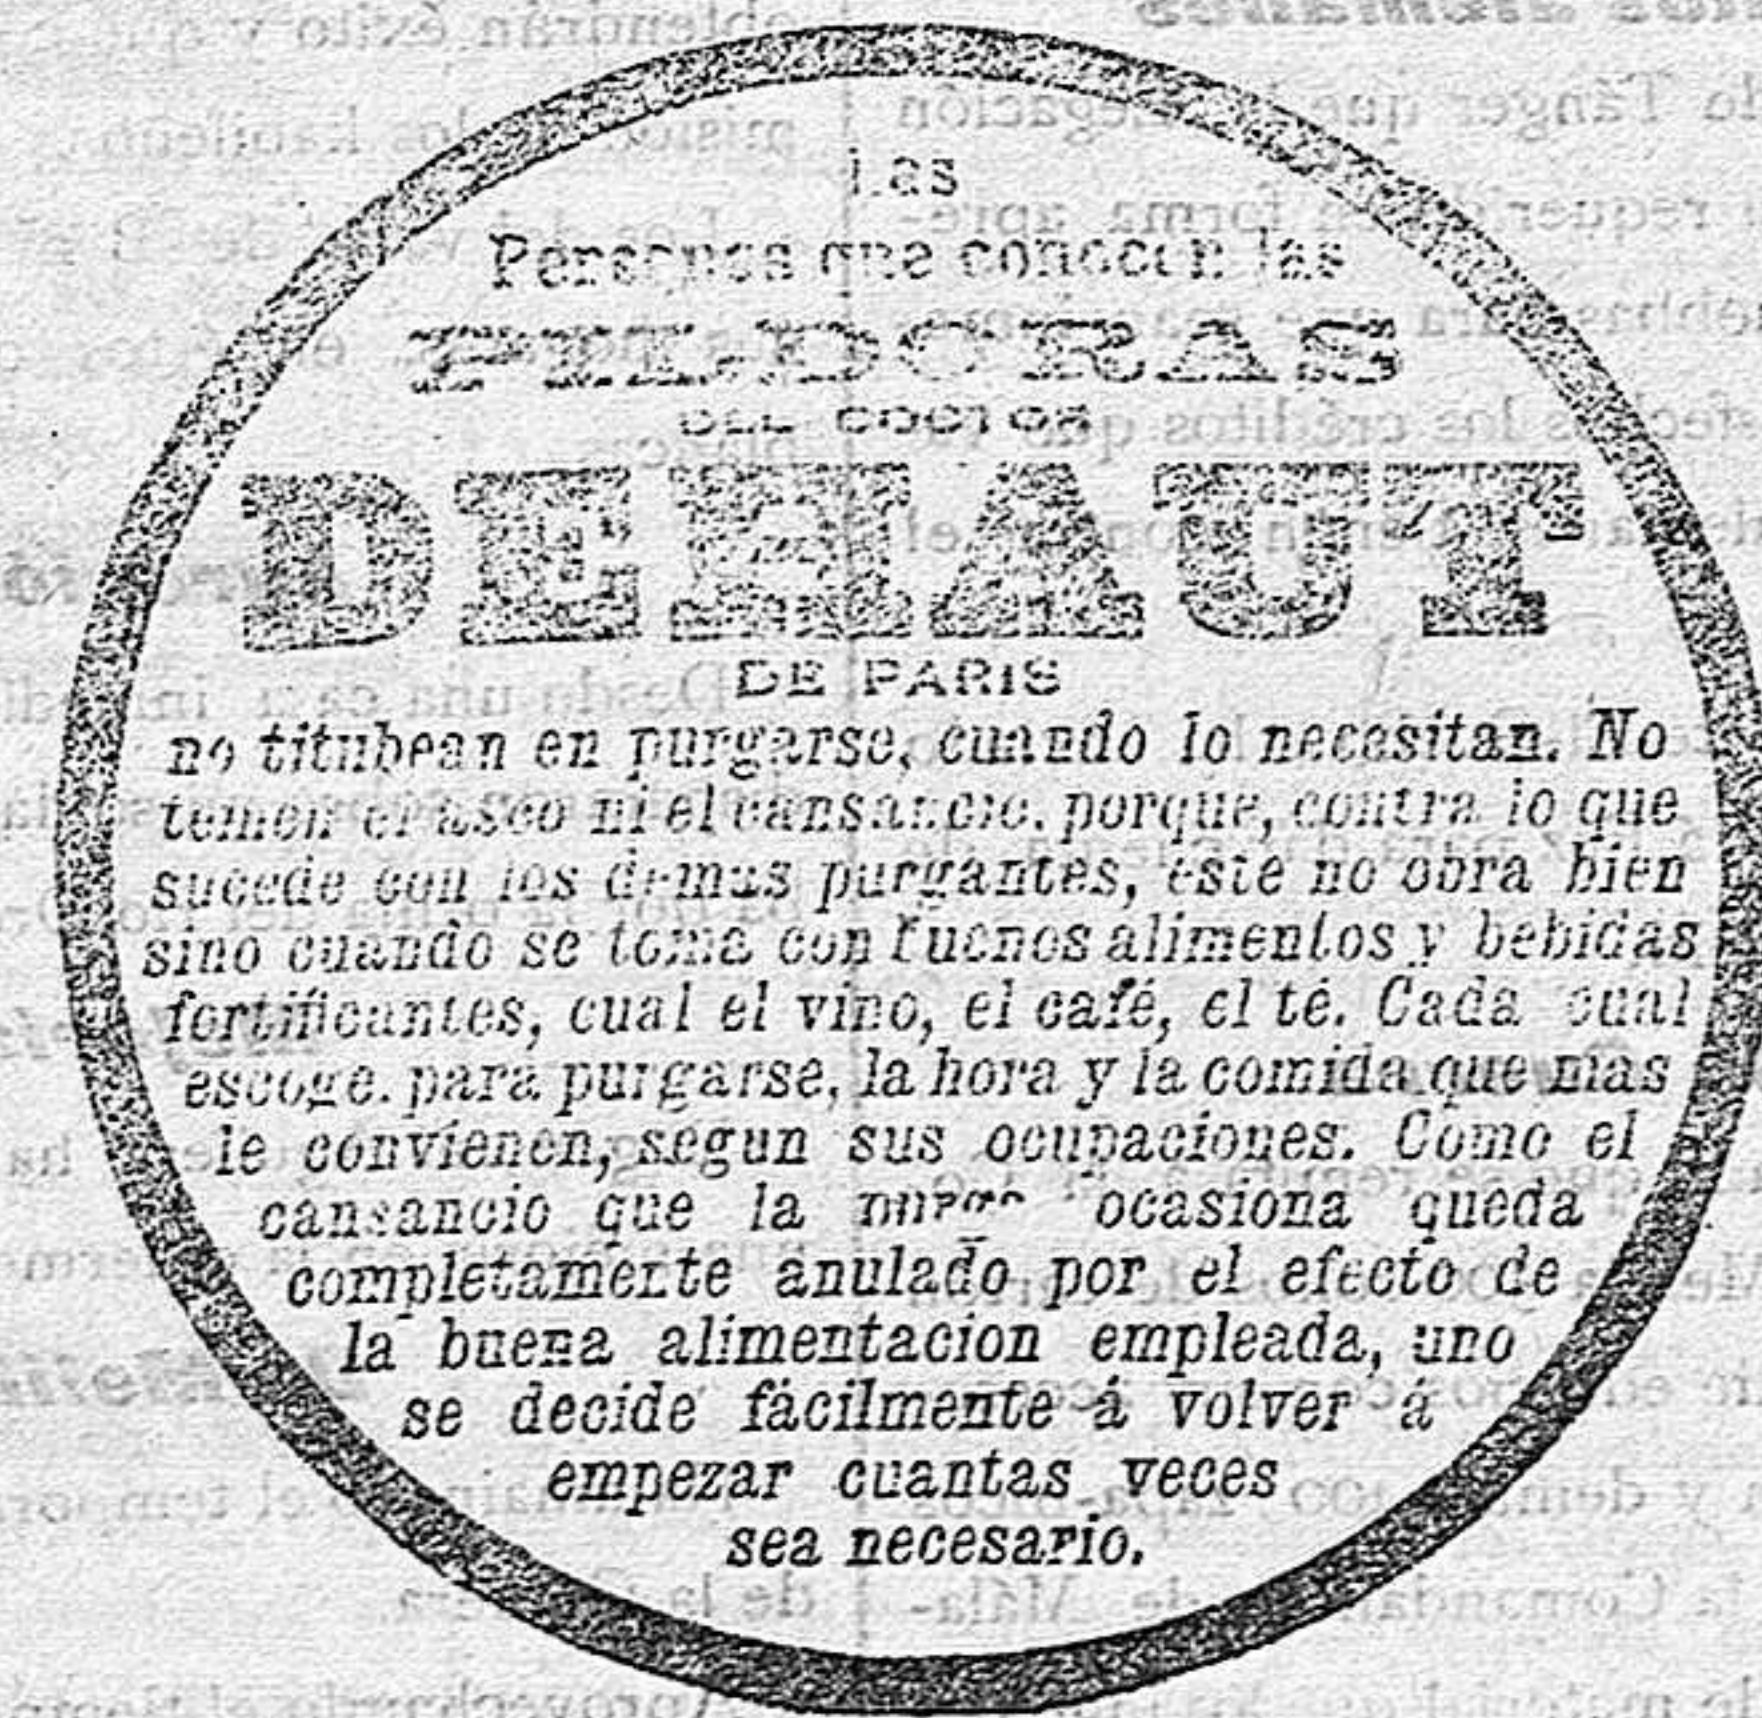 Las
Personas que conocen las
PILDORAS
DEL DOCTOR
DEHAUT
DE PARIS
no titubean en purgarse, cuando lo necesitan. No
temen el asco ni el cansancio, porque, contra lo que
sucede con los demas purgantes, este no obra bien
sino cuando se toma con buenos alimentos y bebidas
fortificantes, cual el vino, el café, el té. Cada cual
escoge, para purgarse, la hora y la comida que mas
le convienen, segun sus ocupaciones. Como el
cansancio que la purga ocasiona queda
completamente anulado por el efecto de
la buena alimentacion empleada, uno
se decide fácilmente á volver á
empezar cuantas veces
sea necesario.